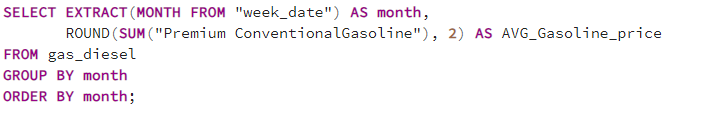 SELECT EXTRACT(MONTH FROM "week_date") AS month,
       ROUND(SUM("Premium ConventionalGasoline"), 2) AS AVG_Gasoline_price
FROM gas_diesel
GROUP BY month
ORDER BY month;